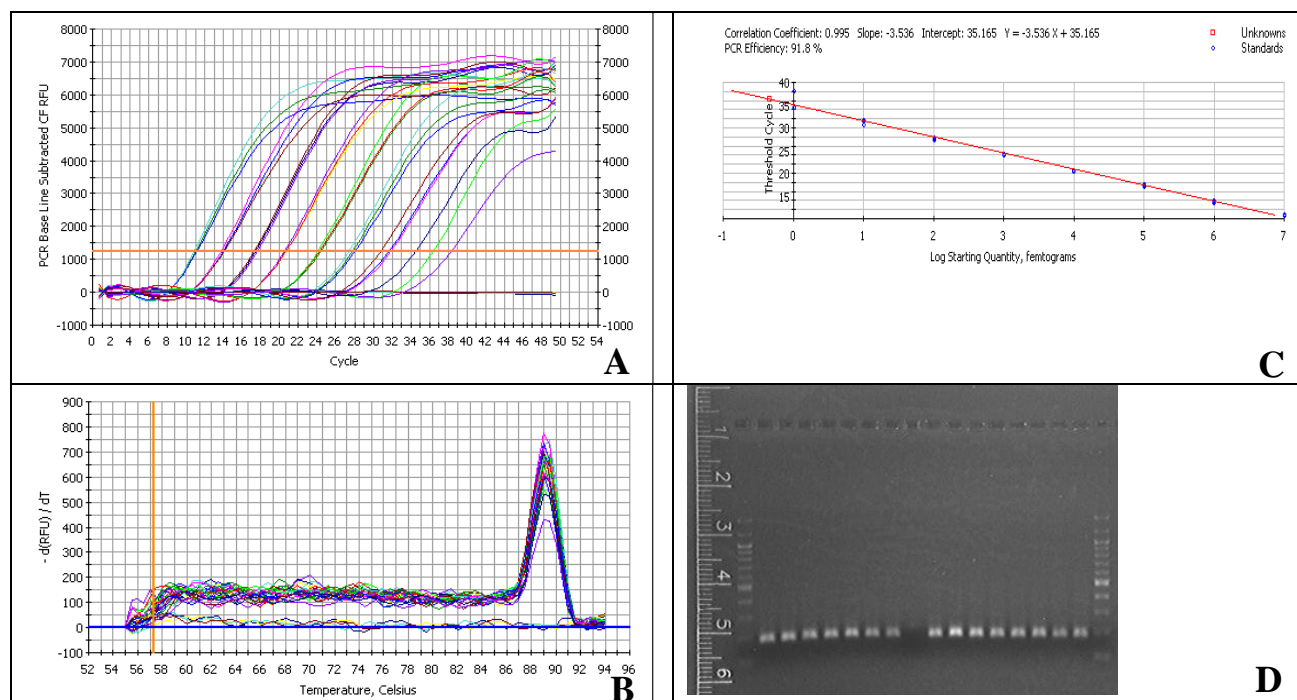 8000
8000
7000
7000
6000
6000
5000
5000
4000
4000
3000
3000
2000
2000
1000
1000
0
0
-1000
-1000
0 2 4 6 8 10 12 14 16 18 20 22 24 26 28 30 32 34 36 38 40 42 44 46 48 50 52 54
PCR Base Line Subtracted CF RFU
Cycle
A
Correlation Coefficient: 0.995 Slope: -3.536 Intercept: 35.165 Y = -3.536 X + 35.165
PCR Efficiency: 91.8 %
Unknowns
Standards
40
35
30
25
20
15
Threshold Cycle
-1 0 1 2 3 4 5 6 7
Log Starting Quantity, femtograms
C
900
800
700
600
500
400
300
200
100
0
-100
52 54 56 58 60 62 64 66 68 70 72 74 76 78 80 82 84 86 88 90 92 94 96
- d(RFU) / dT
Temperature, Celsius
B
1
2
3
4
5
6
D